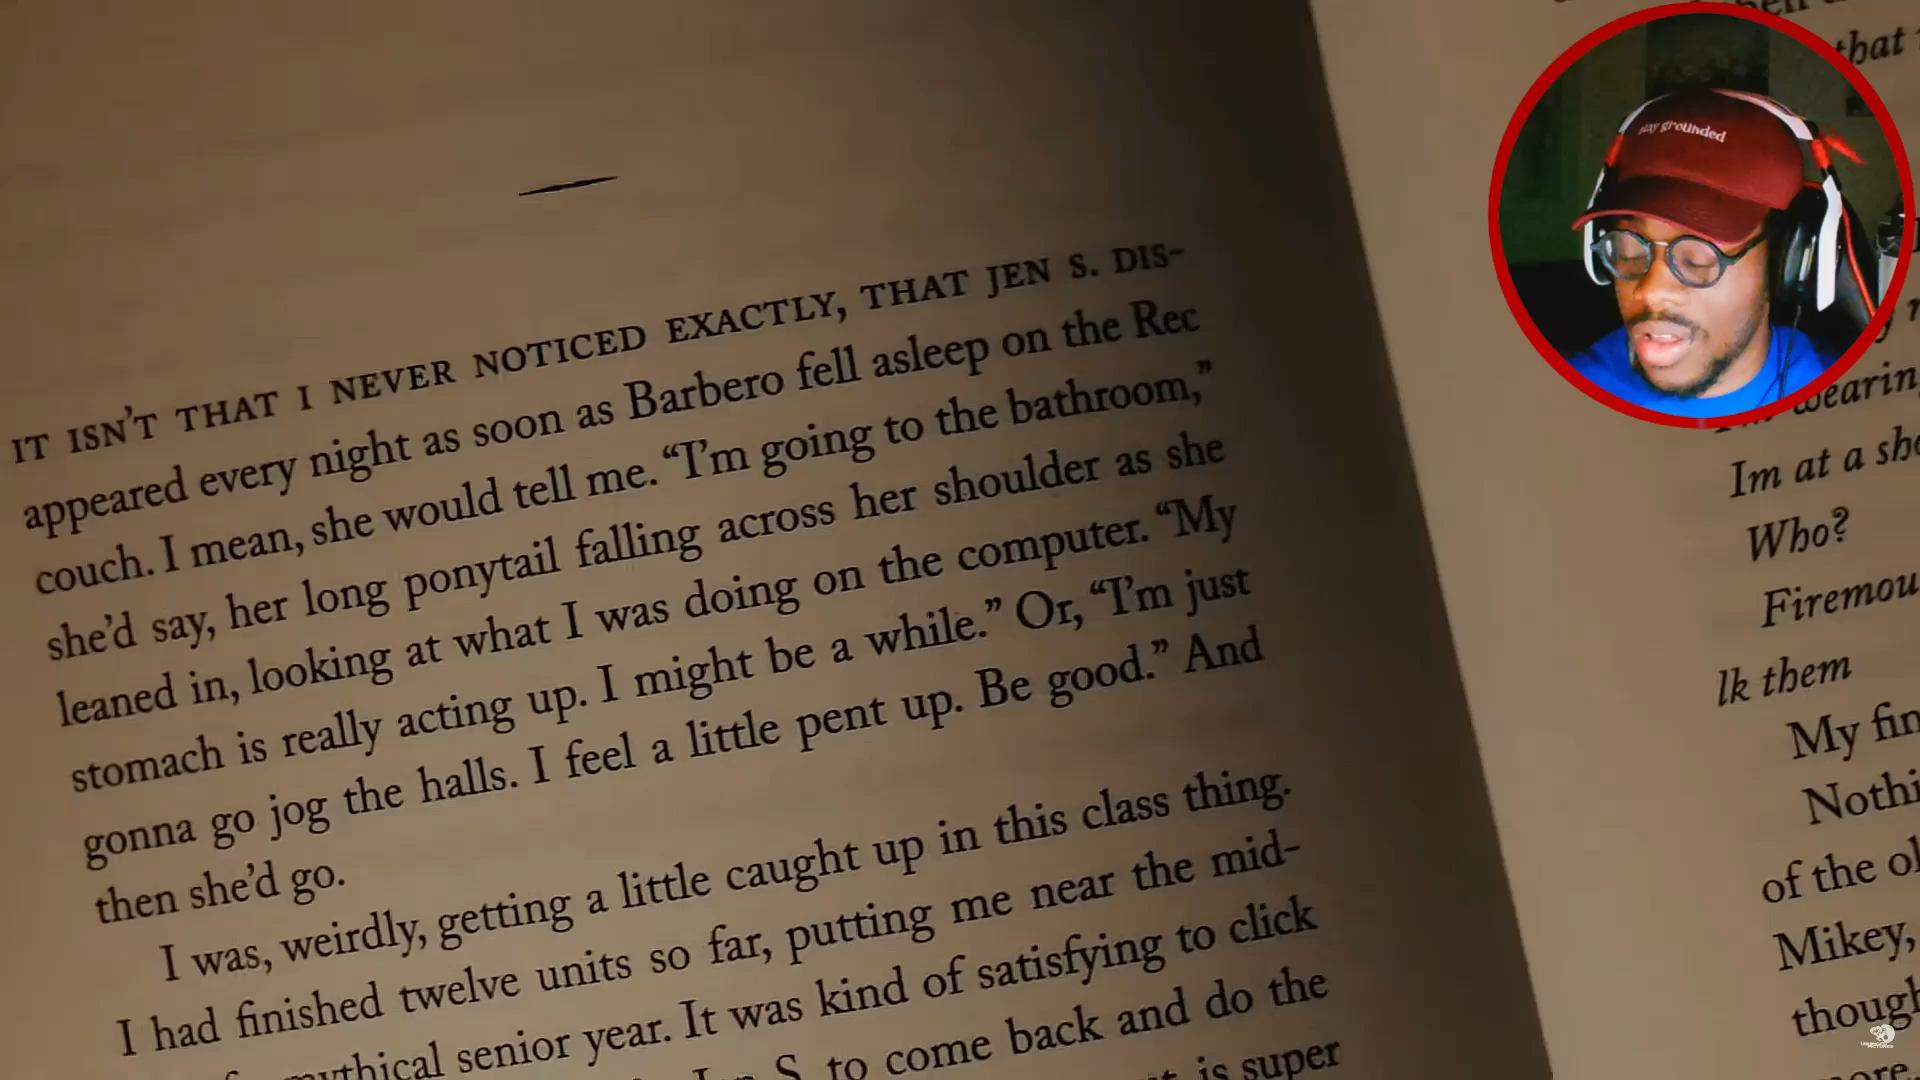 IT ISN'T THAT I NEVER NOTICED EXACTLY, THAT JEN S. DIS-
appeared every night as soon as Barbero fell asleep on the Rec
couch. I mean, she would tell me. “I'm going to the bathroom,”
she'd say, her long ponytail falling across her shoulder as she
leaned in, looking at what I was doing on the computer. “My
stomach is really acting up. I might be a while.” Or, “I'm just
gonna go jog the halls. I feel a little pent up. Be good.” And
then she'd go.
I was, weirdly, getting a little caught up in this class thing.
I had finished twelve units so far, putting me near the mid-
mythical senior year. It was kind of satisfying to click
S. to come back and do the
is super
that
wearing
Im at a
Who?
lk them
My
of the
Mikey,
stay grounded